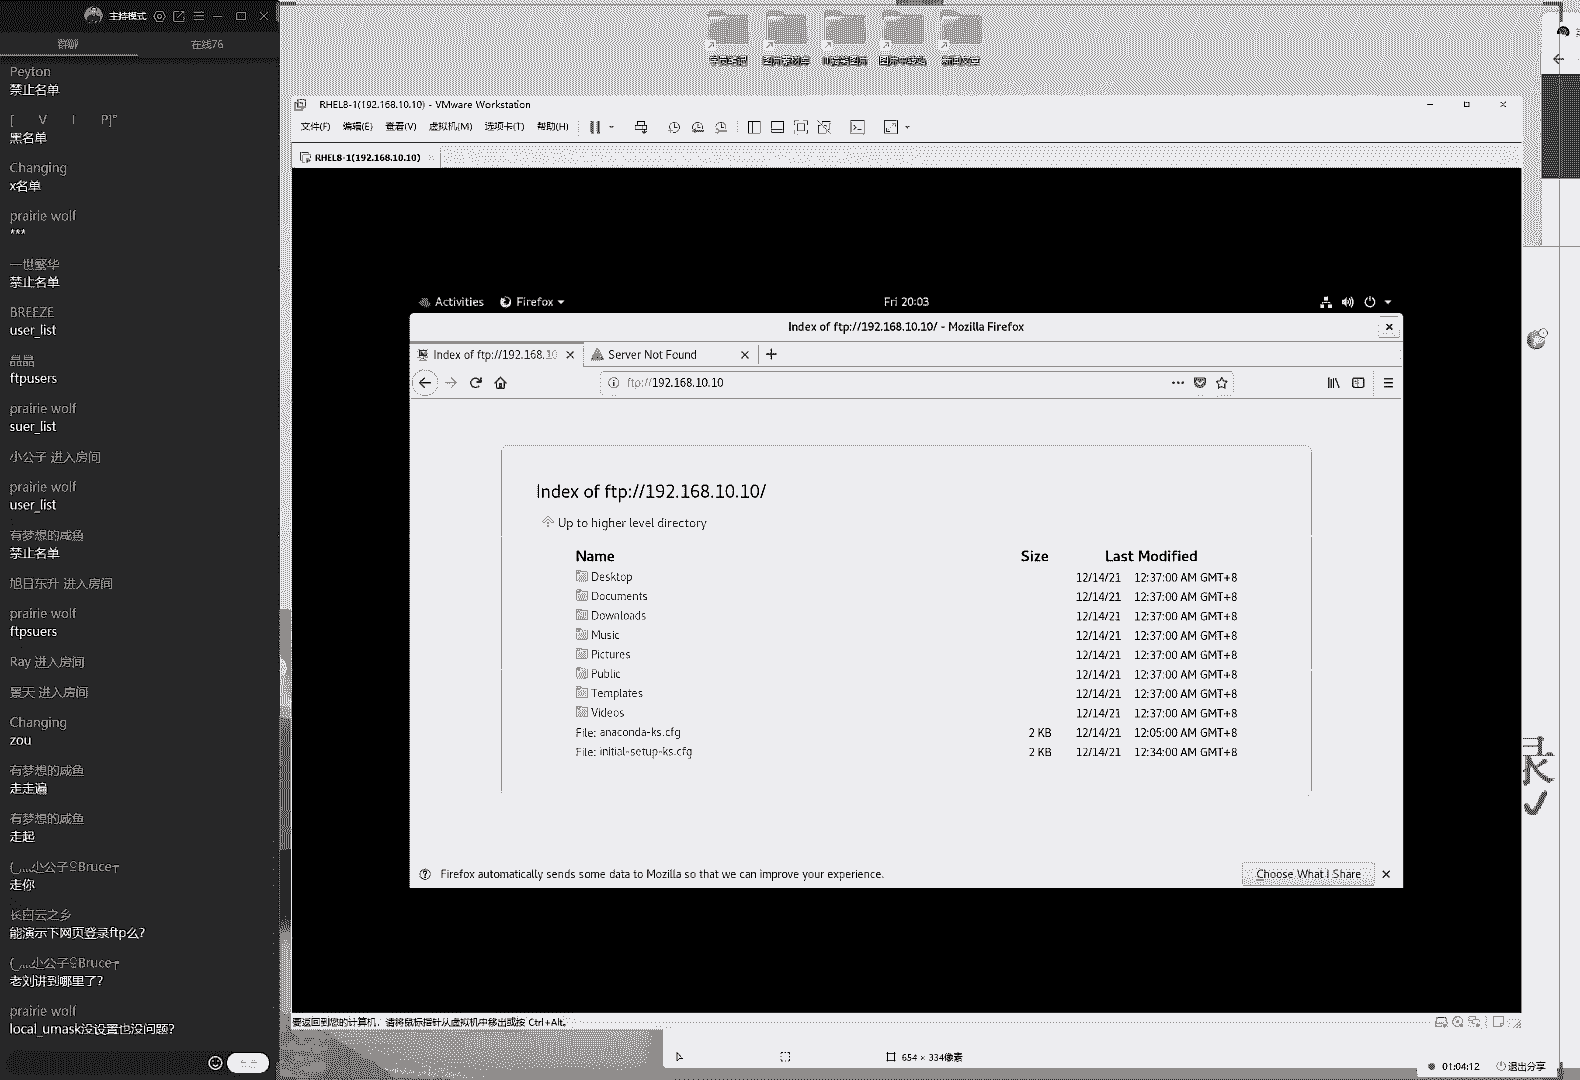 主持模式
群聊
在线76
Peyton
禁止名单
[ V I P]"
黑名单
Changing
x名单
prairie wolf
***
一世繁华
禁止名单
BREEZE
user_list
ftpusers
prairie wolf
suer_list
小公子 进入房间
prairie wolf
user_list
有梦想的咸鱼
禁止名单
旭日东升 进入房间
prairie wolf
ftpsuers
Ray 进入房间
景天 进入房间
Changing
zou
有梦想的咸鱼
走走遍
有梦想的咸鱼
走起
(_...小公子Bruce
走你
长白云之乡
能演示下网页登录ftp么?
(_...小公子Bruce
老刘讲到哪里了?
prairie wolf
local_umask没设置也没问题?
RHEL8-1(192.168.10.10) - VMware Workstation
文件(F) 编辑(E) 查看(V) 虚拟机(M) 选项卡(T) 帮助(H)
RHEL8-1(192.168.10.10)
Activities Firefox Fri 20:03
Index of ftp://192.168.10.10/ - Mozilla Firefox
Index of ftp://192.168.10 Server Not Found
ftp://192.168.10.10
Index of ftp://192.168.10.10/
Up to higher level directory
Name Size Last Modified
Desktop 12/14/21 12:37:00 AM GMT+8
Documents 12/14/21 12:37:00 AM GMT+8
Downloads 12/14/21 12:37:00 AM GMT+8
Music 12/14/21 12:37:00 AM GMT+8
Pictures 12/14/21 12:37:00 AM GMT+8
Public 12/14/21 12:37:00 AM GMT+8
Templates 12/14/21 12:37:00 AM GMT+8
Videos 12/14/21 12:37:00 AM GMT+8
File: anaconda-ks.cfg 2 KB 12/14/21 12:05:00 AM GMT+8
File: initial-setup-ks.cfg 2 KB 12/14/21 12:34:00 AM GMT+8
Firefox automatically sends some data to Mozilla so that we can improve your experience.
Choose What I Share
要返回到您的计算机，请将鼠标指针从虚拟机中移出或按 Ctrl+Alt。
654 × 334像素
01:04:12 退出分享